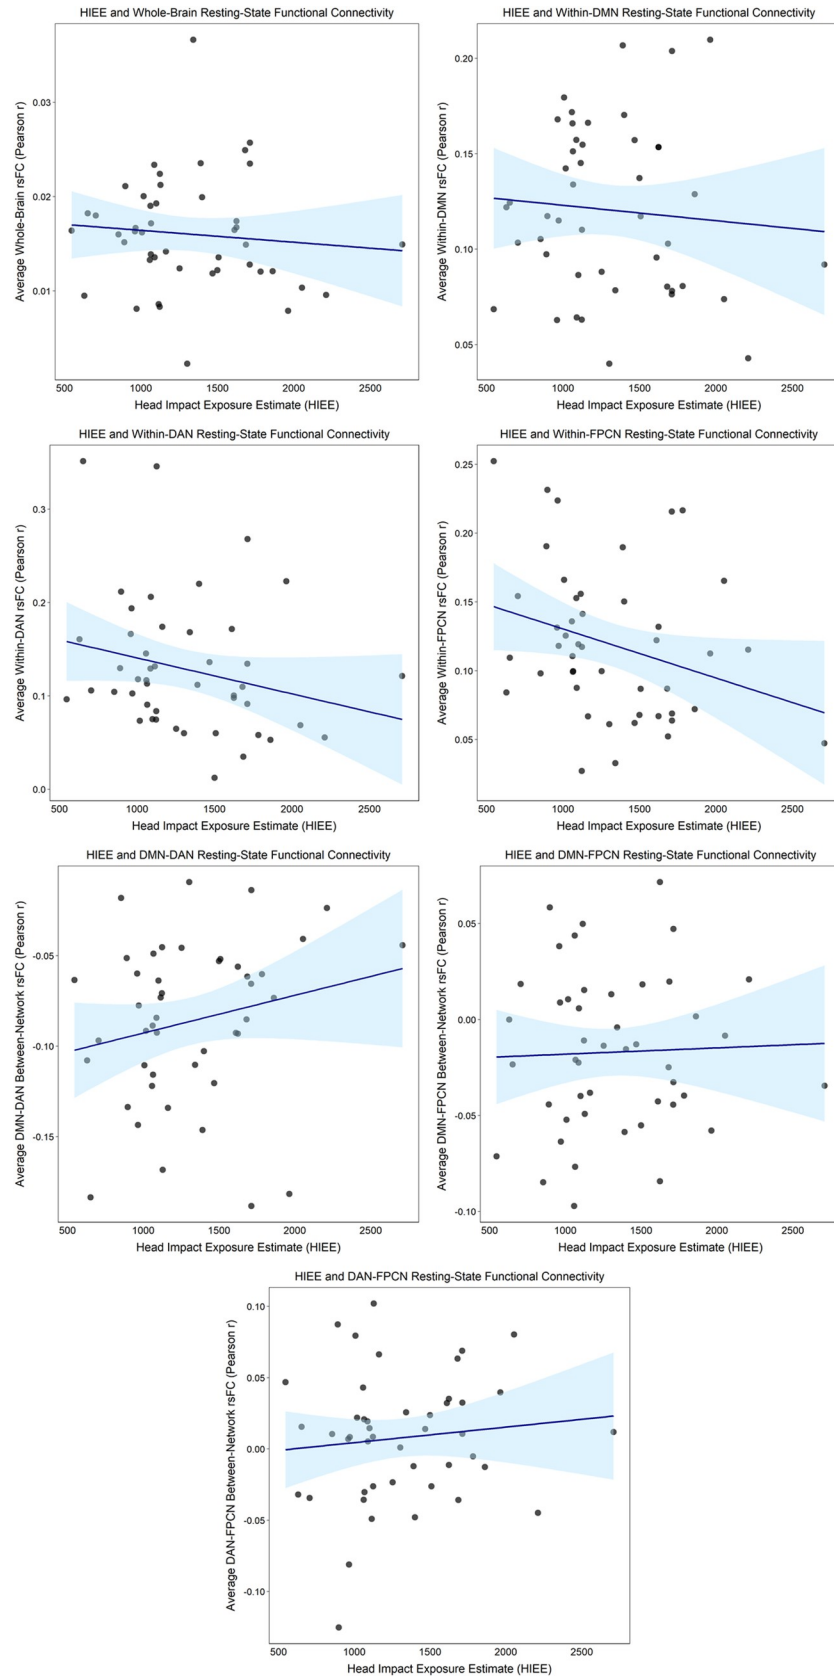 HIEE and Whole-Brain Resting-State Functional Connectivity
Average Whole-Brain rsFC (Pearson r)
0.03
0.02
0.01
500 1000 1500 2000 2500
Head Impact Exposure Estimate (HIEE)
HIEE and Within-DMN Resting-State Functional Connectivity
Average Within-DMN rsFC (Pearson r)
0.20
0.15
0.10
0.05
500 1000 1500 2000 2500
Head Impact Exposure Estimate (HIEE)
HIEE and Within-DAN Resting-State Functional Connectivity
Average Within-DAN rsFC (Pearson r)
0.3
0.2
0.1
0.0
500 1000 1500 2000 2500
Head Impact Exposure Estimate (HIEE)
HIEE and Within-FPCN Resting-State Functional Connectivity
Average Within-FPCN rsFC (Pearson r)
0.25
0.20
0.15
0.10
0.05
500 1000 1500 2000 2500
Head Impact Exposure Estimate (HIEE)
HIEE and DMN-DAN Resting-State Functional Connectivity
Average DMN-DAN Between-Network rsFC (Pearson r)
-0.05
-0.10
-0.15
500 1000 1500 2000 2500
Head Impact Exposure Estimate (HIEE)
HIEE and DMN-FPCN Resting-State Functional Connectivity
Average DMN-FPCN Between-Network rsFC (Pearson r)
0.05
0.00
-0.05
-0.10
500 1000 1500 2000 2500
Head Impact Exposure Estimate (HIEE)
HIEE and DAN-FPCN Resting-State Functional Connectivity
Average DAN-FPCN Between-Network rsFC (Pearson r)
0.10
0.05
0.00
-0.05
-0.10
500 1000 1500 2000 2500
Head Impact Exposure Estimate (HIEE)